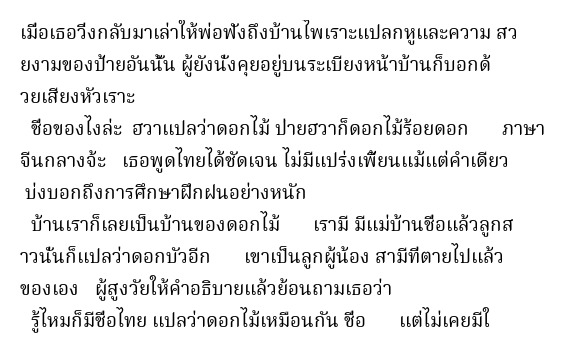 เมื่อเธอวิ่งกลับมาเล่าให้พ่อฟังถึงบ้านไพเราะแปลกหูและความ สว
ยงามของป้ายอันนั้น ผู้ยังนั่งคุยอยู่บนระเบียงหน้าบ้านก็บอกด้
วยเสียงหัวเราะ
ชื่อของไงล่ะ ฮวาแปลว่าดอกไม้ ปายฮวาก็ดอกไม้ร้อยดอก ภาษา
จีนกลางจ้ะ เธอพูดไทยได้ชัดเจน ไม่มีแปร่งเพี้ยนแม้แต่คำเดียว
บ่งบอกถึงการศึกษาฝึกฝนอย่างหนัก
บ้านเราก็เลยเป็นบ้านของดอกไม้ เรามี มีแม่บ้านชื่อแล้วลูกส
าวนั้นก็แปลว่าดอกบัวอีก เขาเป็นลูกผู้น้อง สามีที่ตายไปแล้ว
ของเอง ผู้สูงวัยให้คำอธิบายแล้วย้อนถามเธอว่า
รู้ไหมก็มีชื่อไทย แปลว่าดอกไม้เหมือนกัน ชื่อ แต่ไม่เคยมีใ